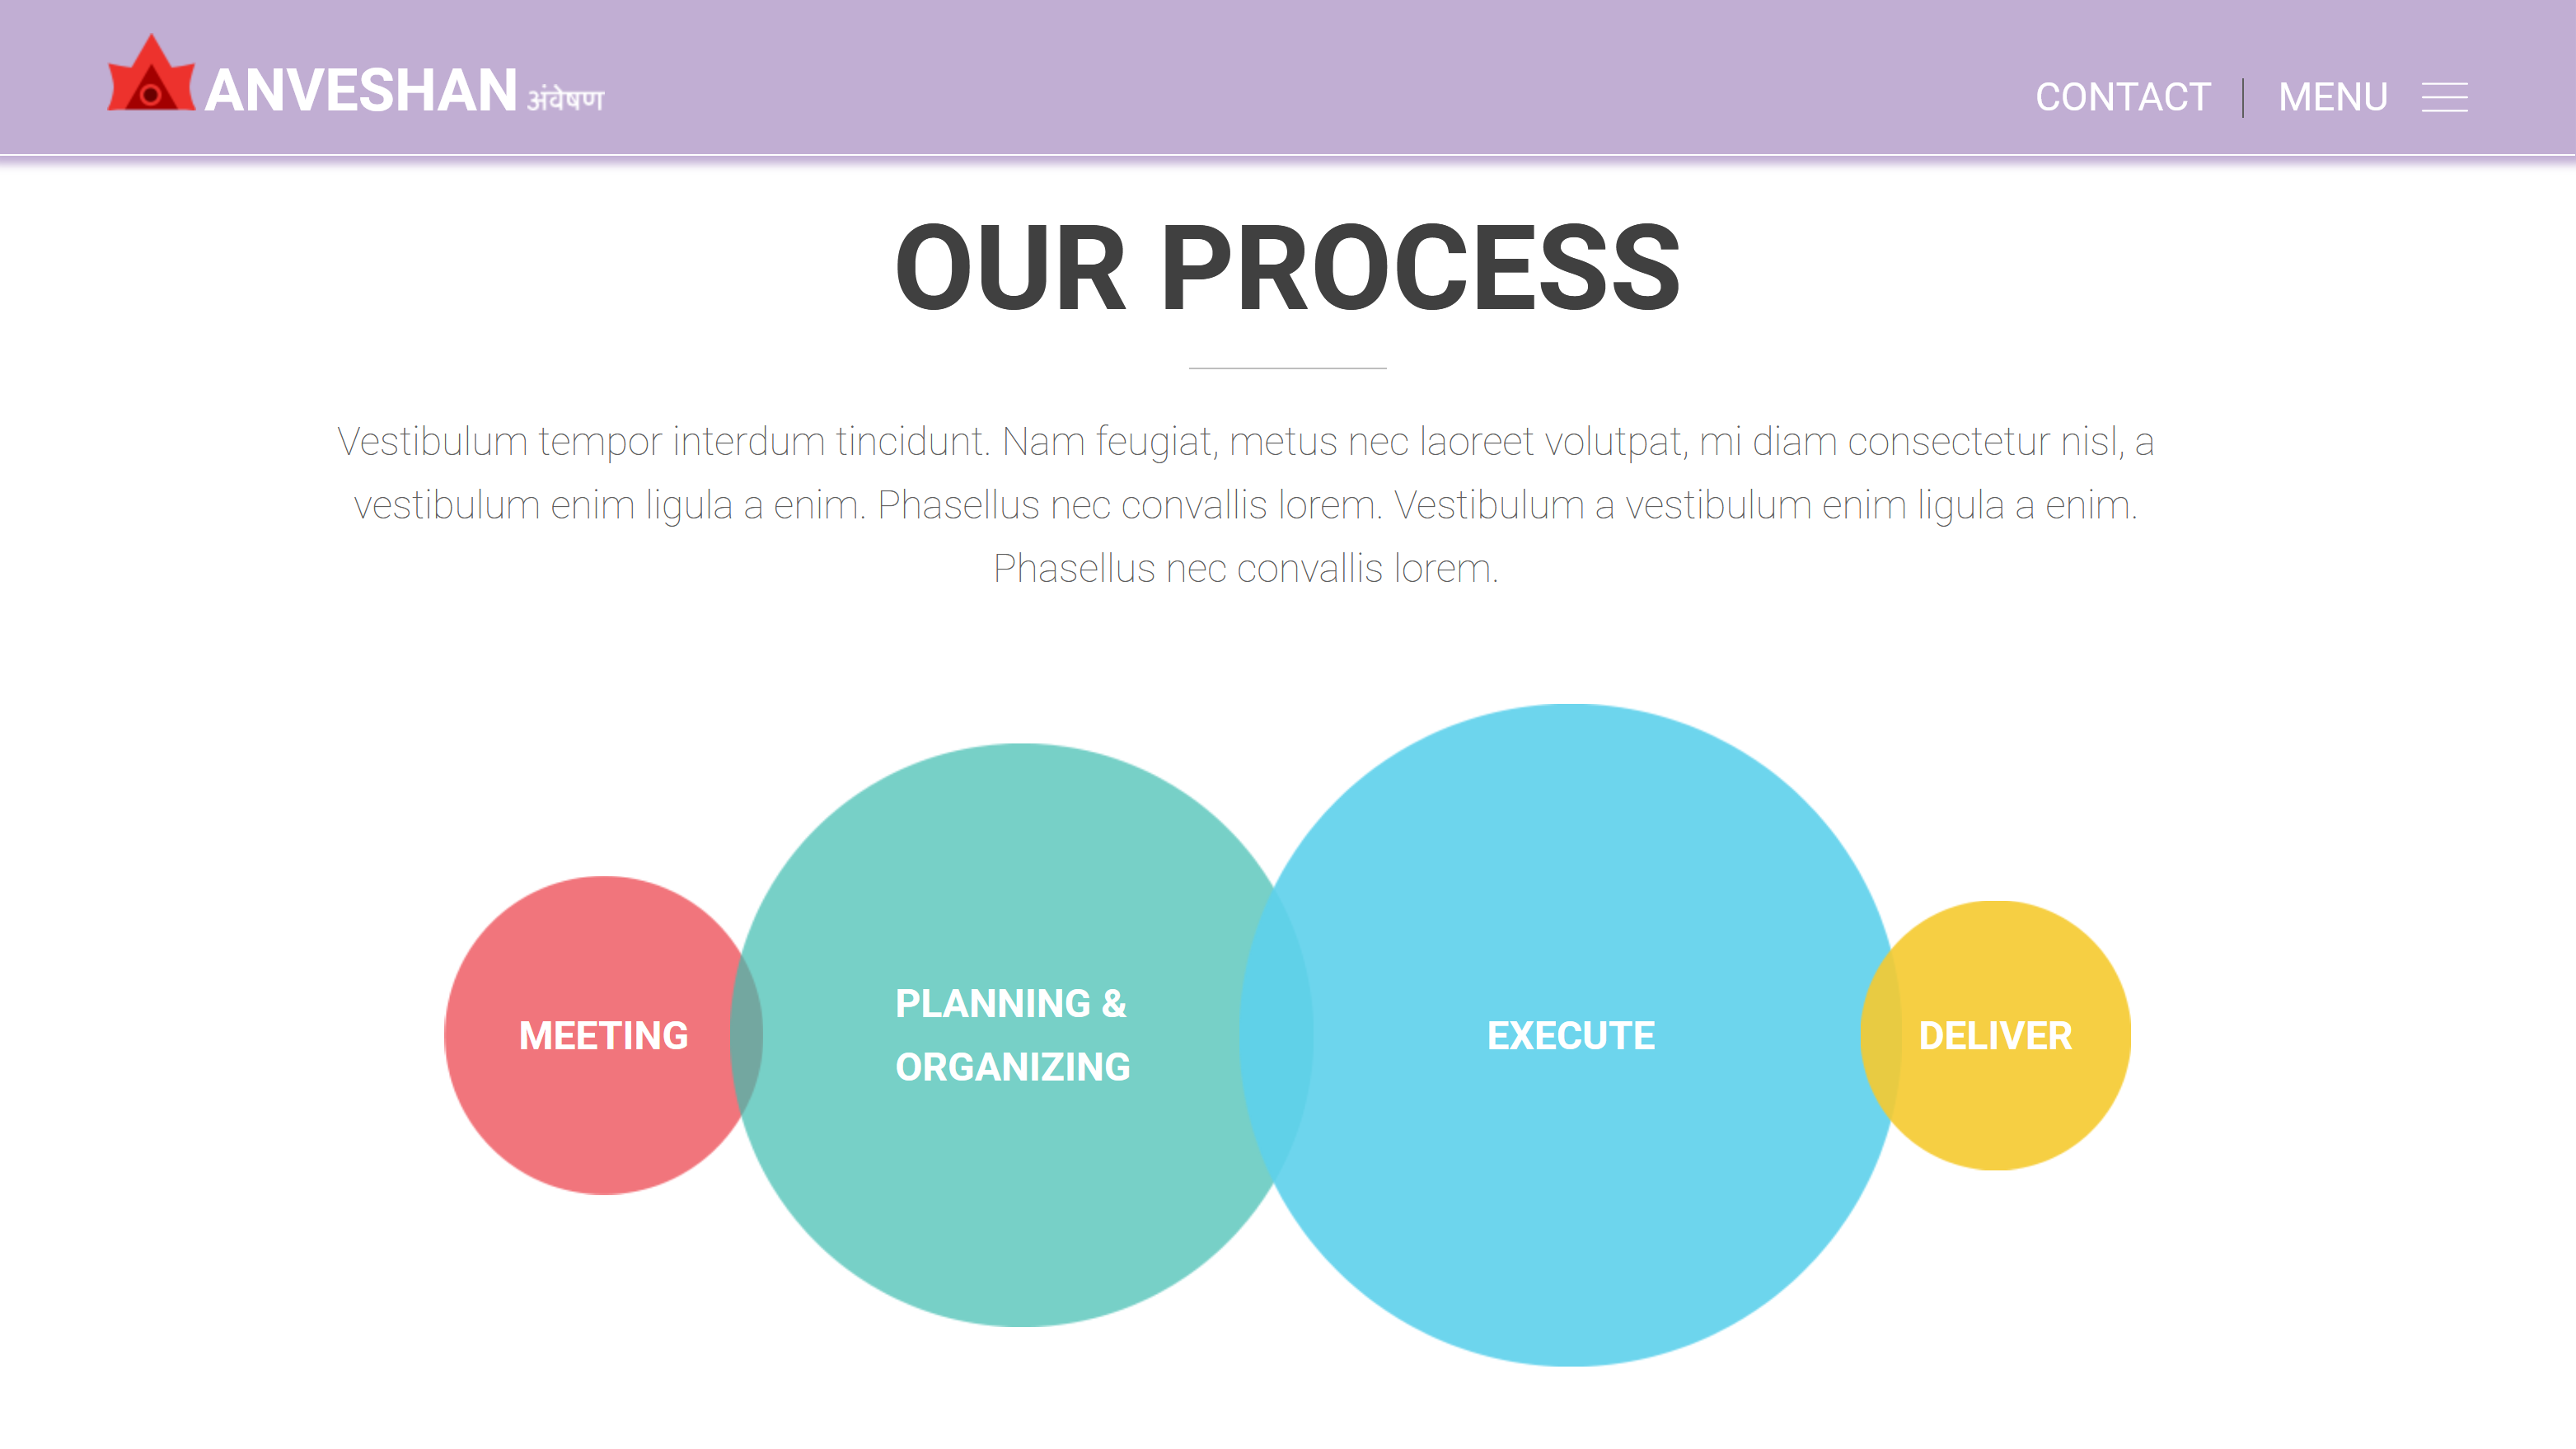 ANVESHAN अंवेषण
CONTACT
MENU
OUR PROCESS
Vestibulum tempor interdum tincidunt. Nam feugiat, metus nec laoreet volutpat, mi diam consectetur nisl, a
vestibulum enim ligula a enim. Phasellus nec convallis lorem. Vestibulum a vestibulum enim ligula a enim.
Phasellus nec convallis lorem.
MEETING
PLANNING &
ORGANIZING
EXECUTE
DELIVER